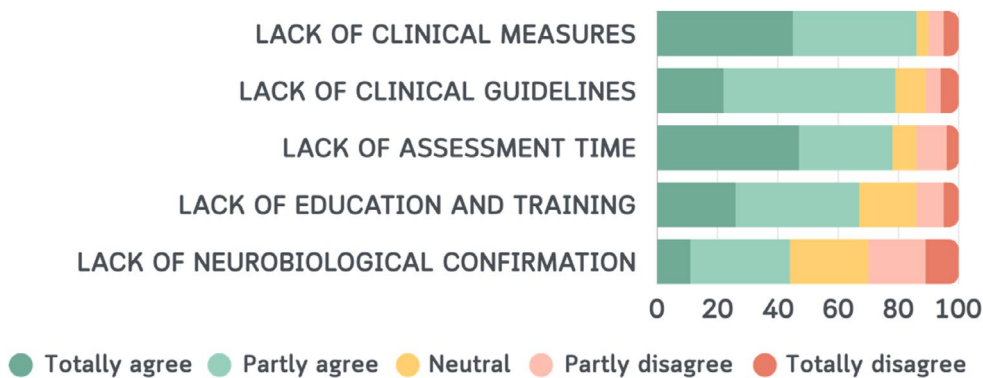 LACK OF CLINICAL MEASURES
LACK OF CLINICAL GUIDELINES
LACK OF ASSESSMENT TIME
LACK OF EDUCATION AND TRAINING
LACK OF NEUROBIOLOGICAL CONFIRMATION
0 20 40 60 80 100
Totally agree Partly agree Neutral Partly disagree Totally disagree